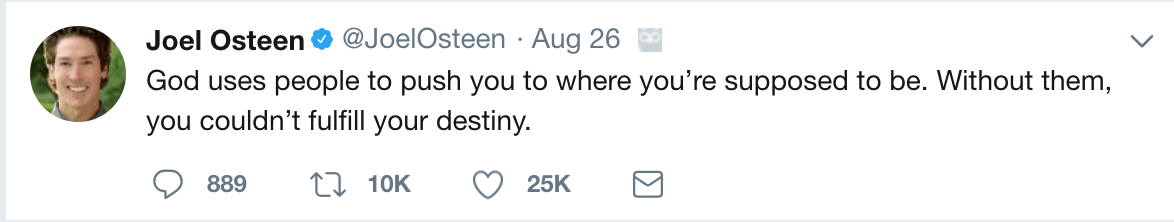 Joel Osteen @JoelOsteen · Aug 26
God uses people to push you to where you’re supposed to be. Without them,
you couldn’t fulfill your destiny.
889 10K 25K